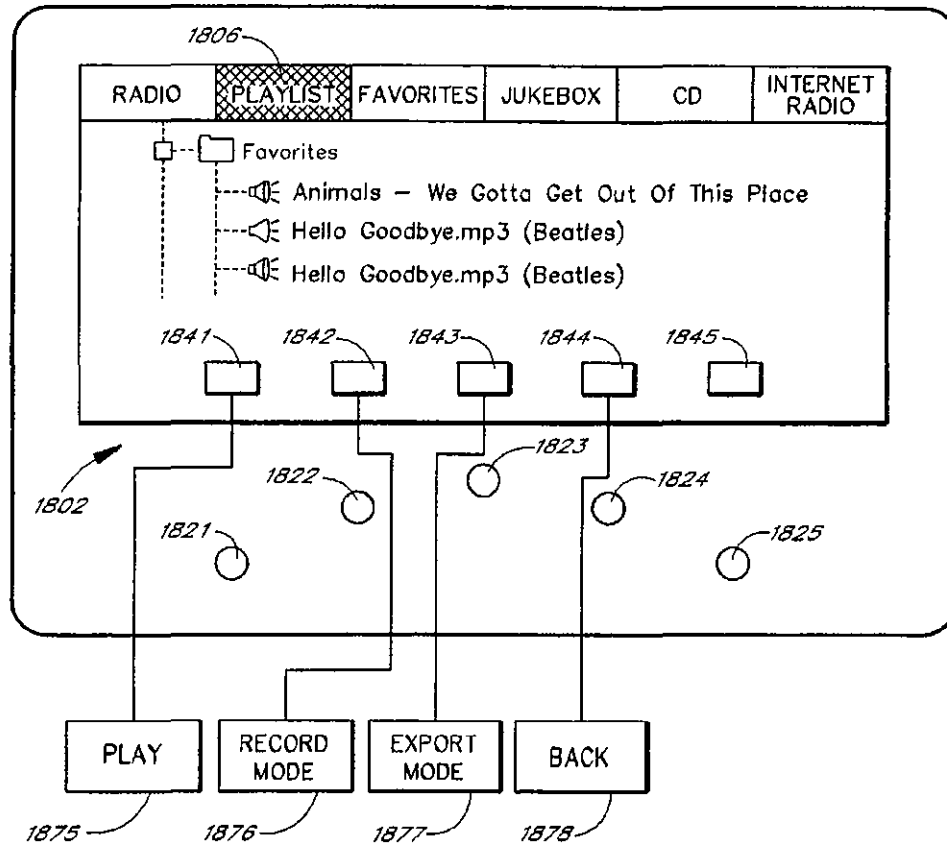 1806
RADIO PLAYLIST FAVORITES JUKEBOX CD INTERNET RADIO
Favorites
Animals – We Gotta Get Out Of This Place
Hello Goodbye.mp3 (Beatles)
Hello Goodbye.mp3 (Beatles)
1841 1842 1843 1844 1845
1802 1822 1823 1824
1821 1825
PLAY RECORD MODE EXPORT MODE BACK
1875 1876 1877 1878